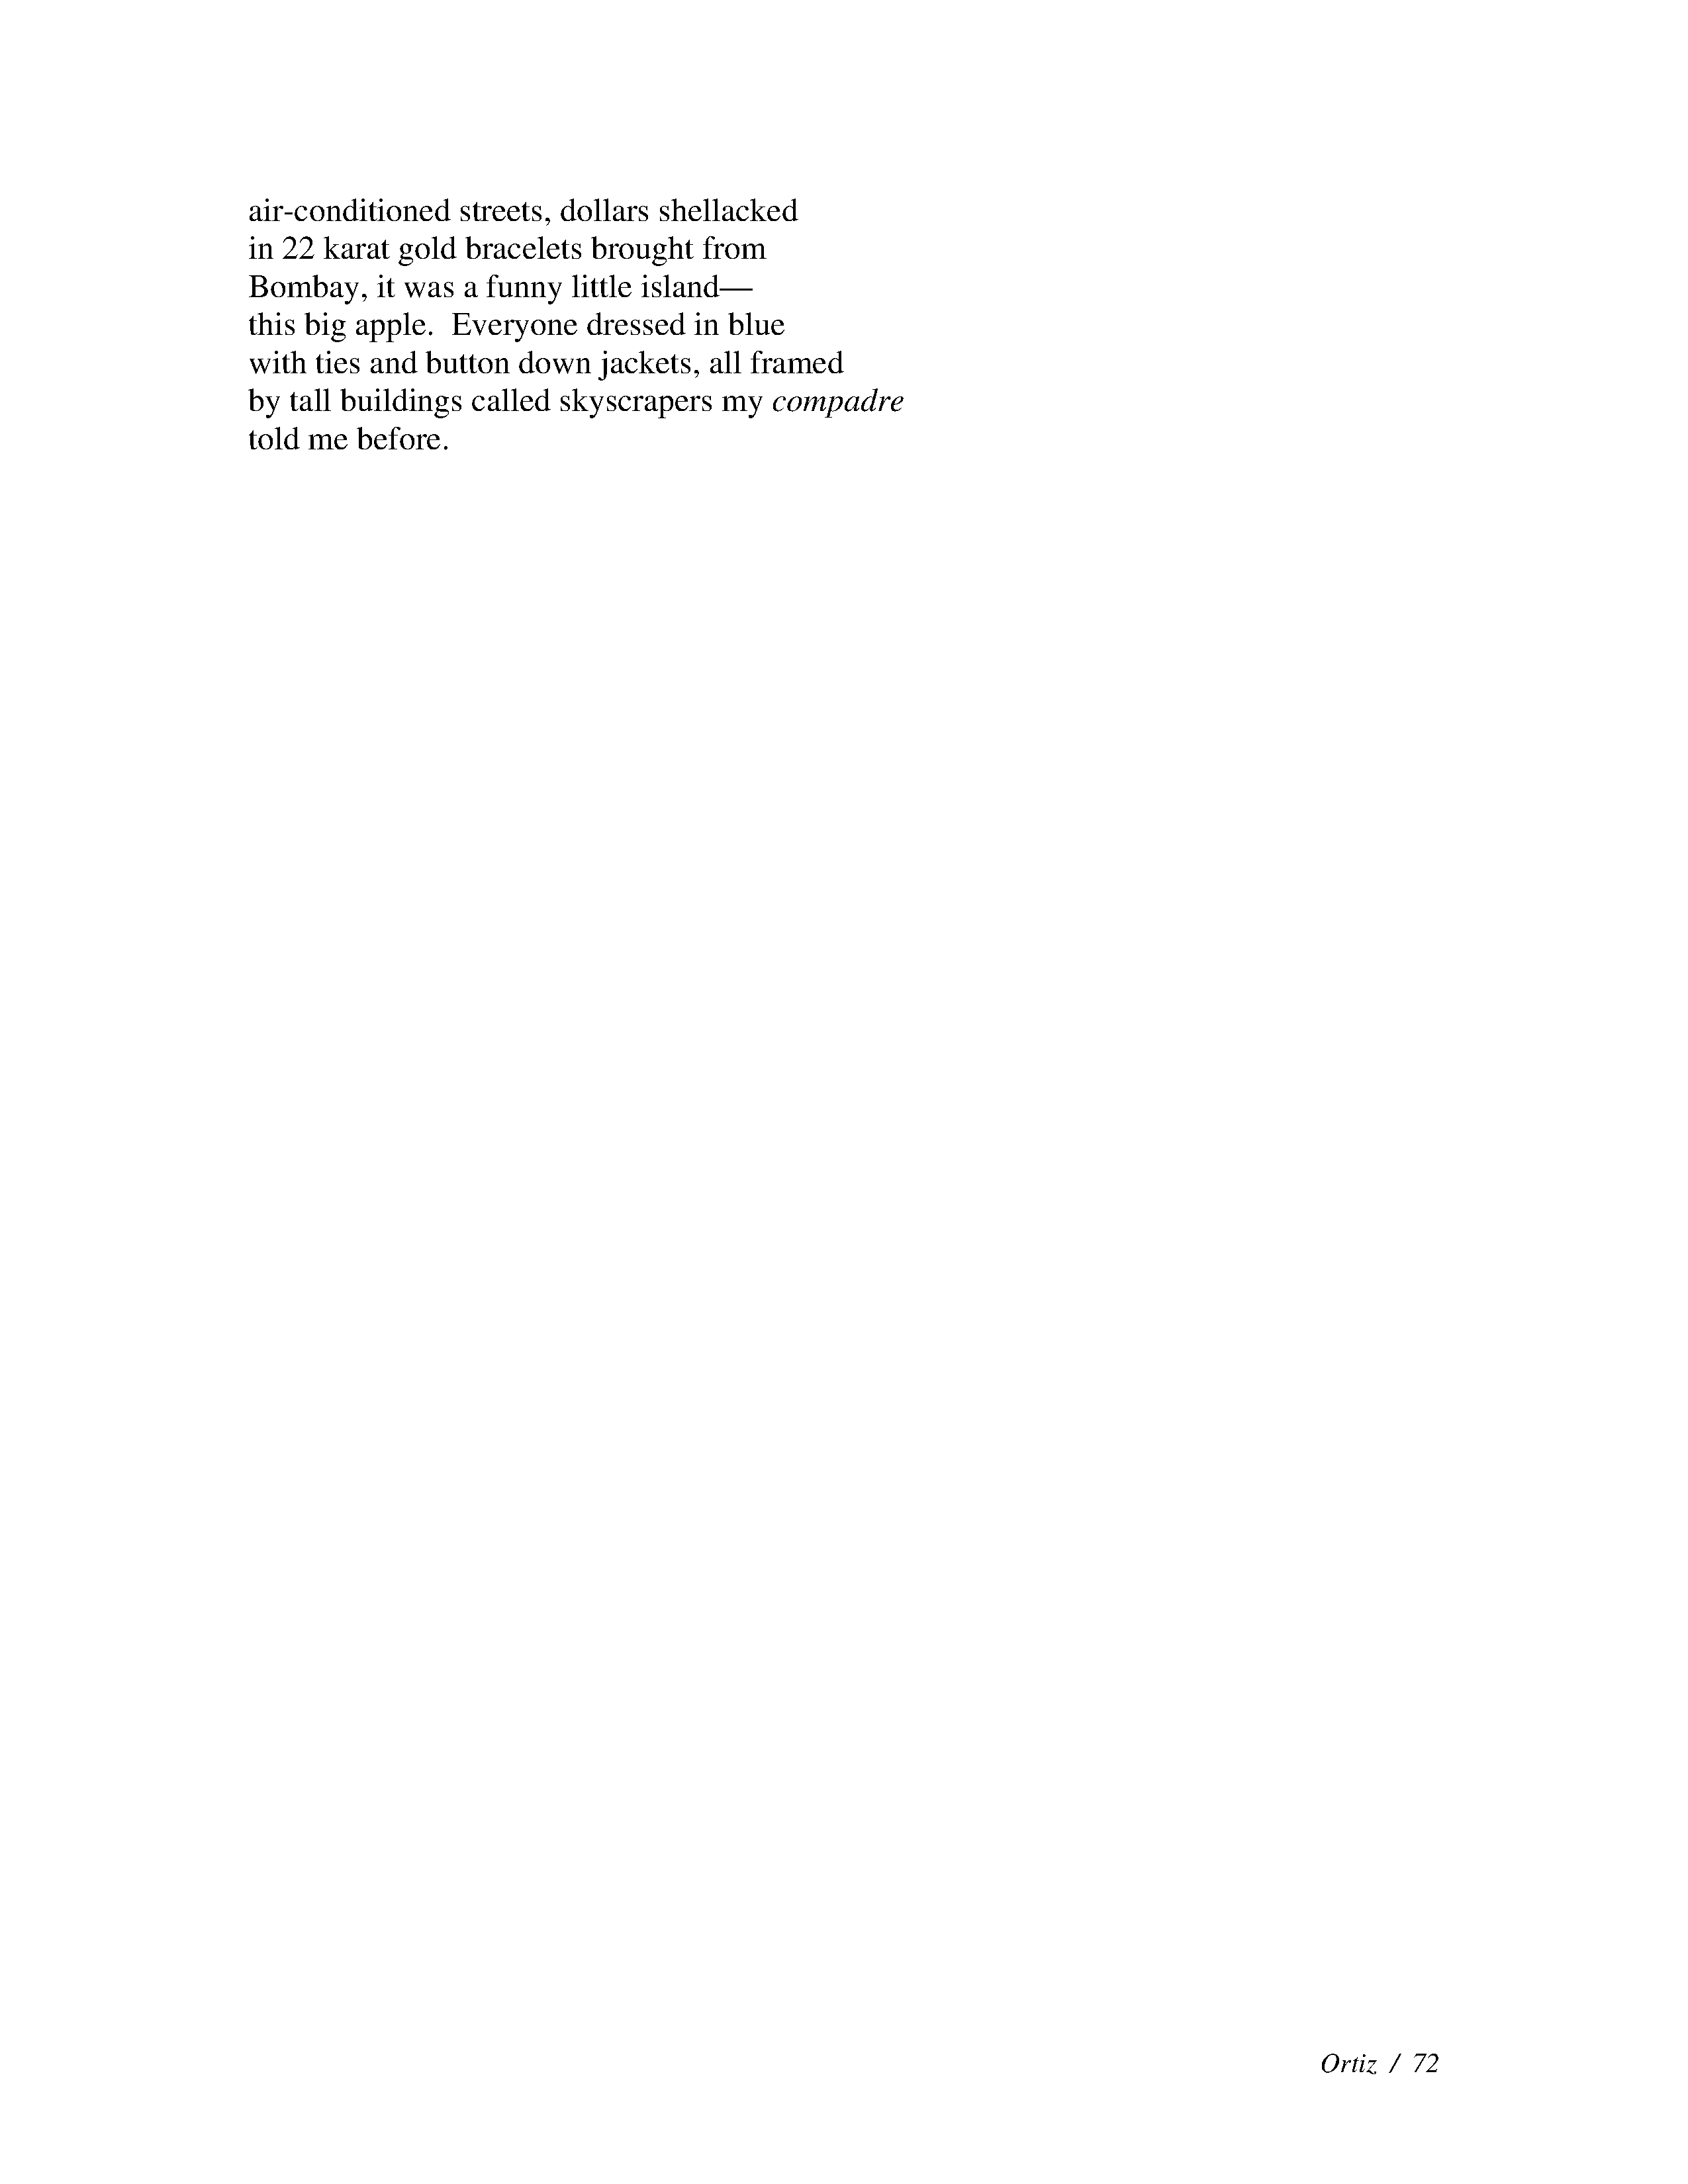 air-conditioned streets, dollars shellacked
in 22 karat gold bracelets brought from
Bombay, it was a funny little island—
this big apple.  Everyone dressed in blue
with ties and button down jackets, all framed
by tall buildings called skyscrapers my compadre
told me before.
Ortiz / 72